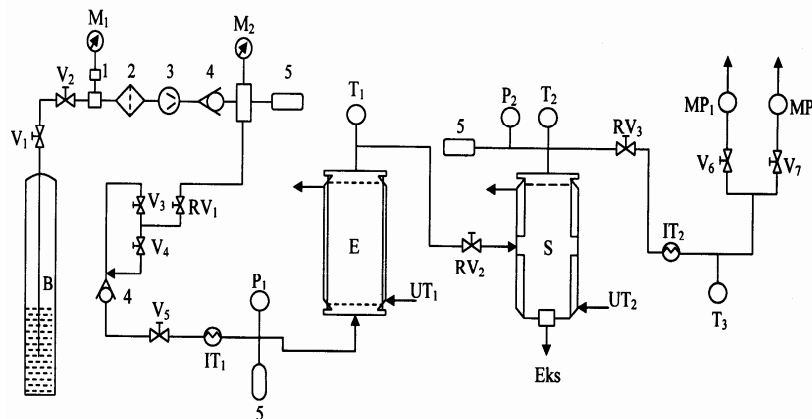 M1
M2
V2
1
2
3
4
5
V1
B
V3
RV1
V4
4
V5
IT1
P1
5
T1
E
UT1
RV2
5
P2
T2
S
UT2
Eks
RV3
IT2
T3
MP1
MP
V6
V7